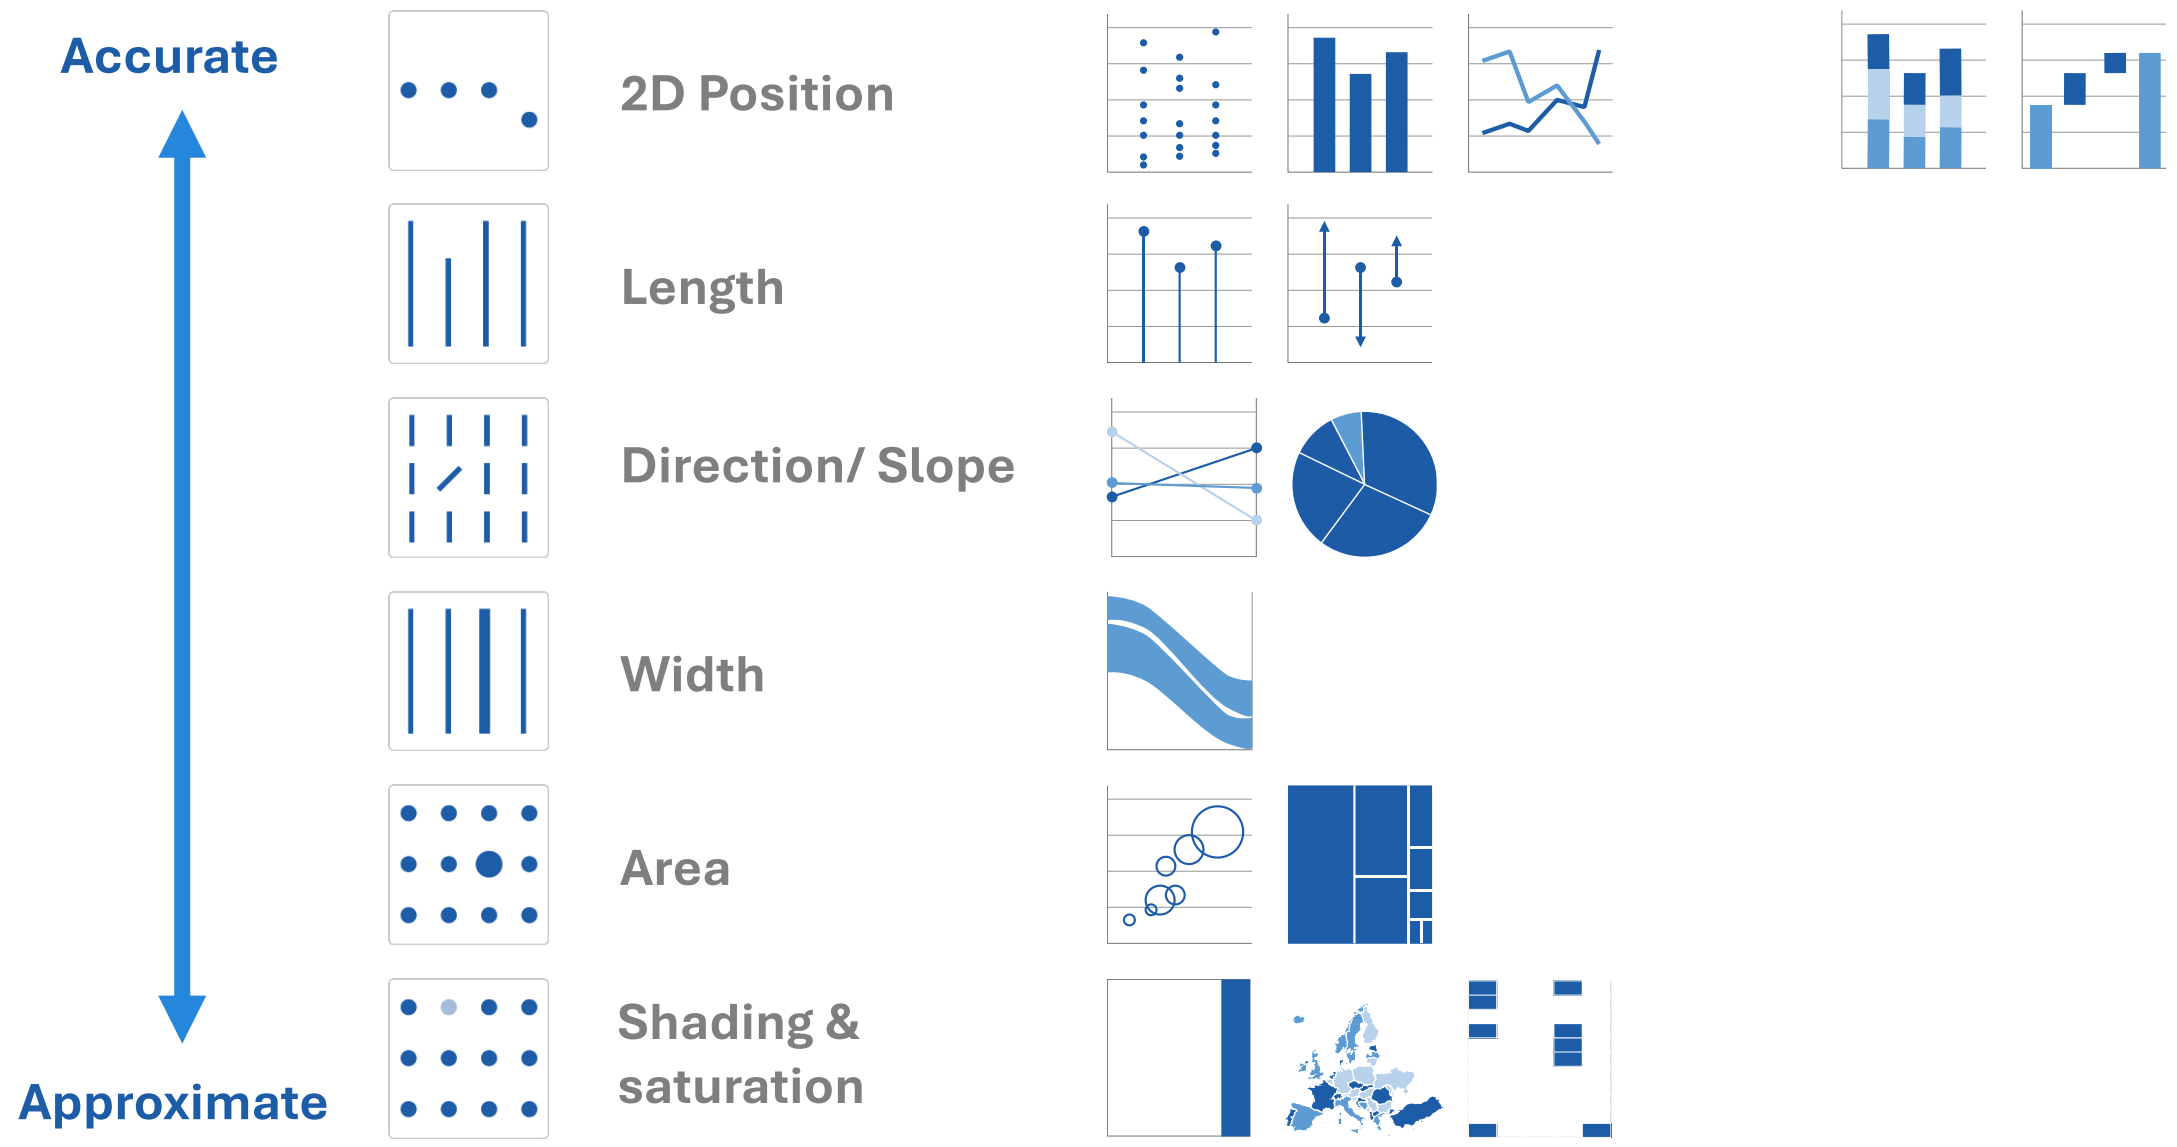 Accurate
2D Position
Length
Direction/ Slope
Width
Area
Shading &
saturation
Approximate